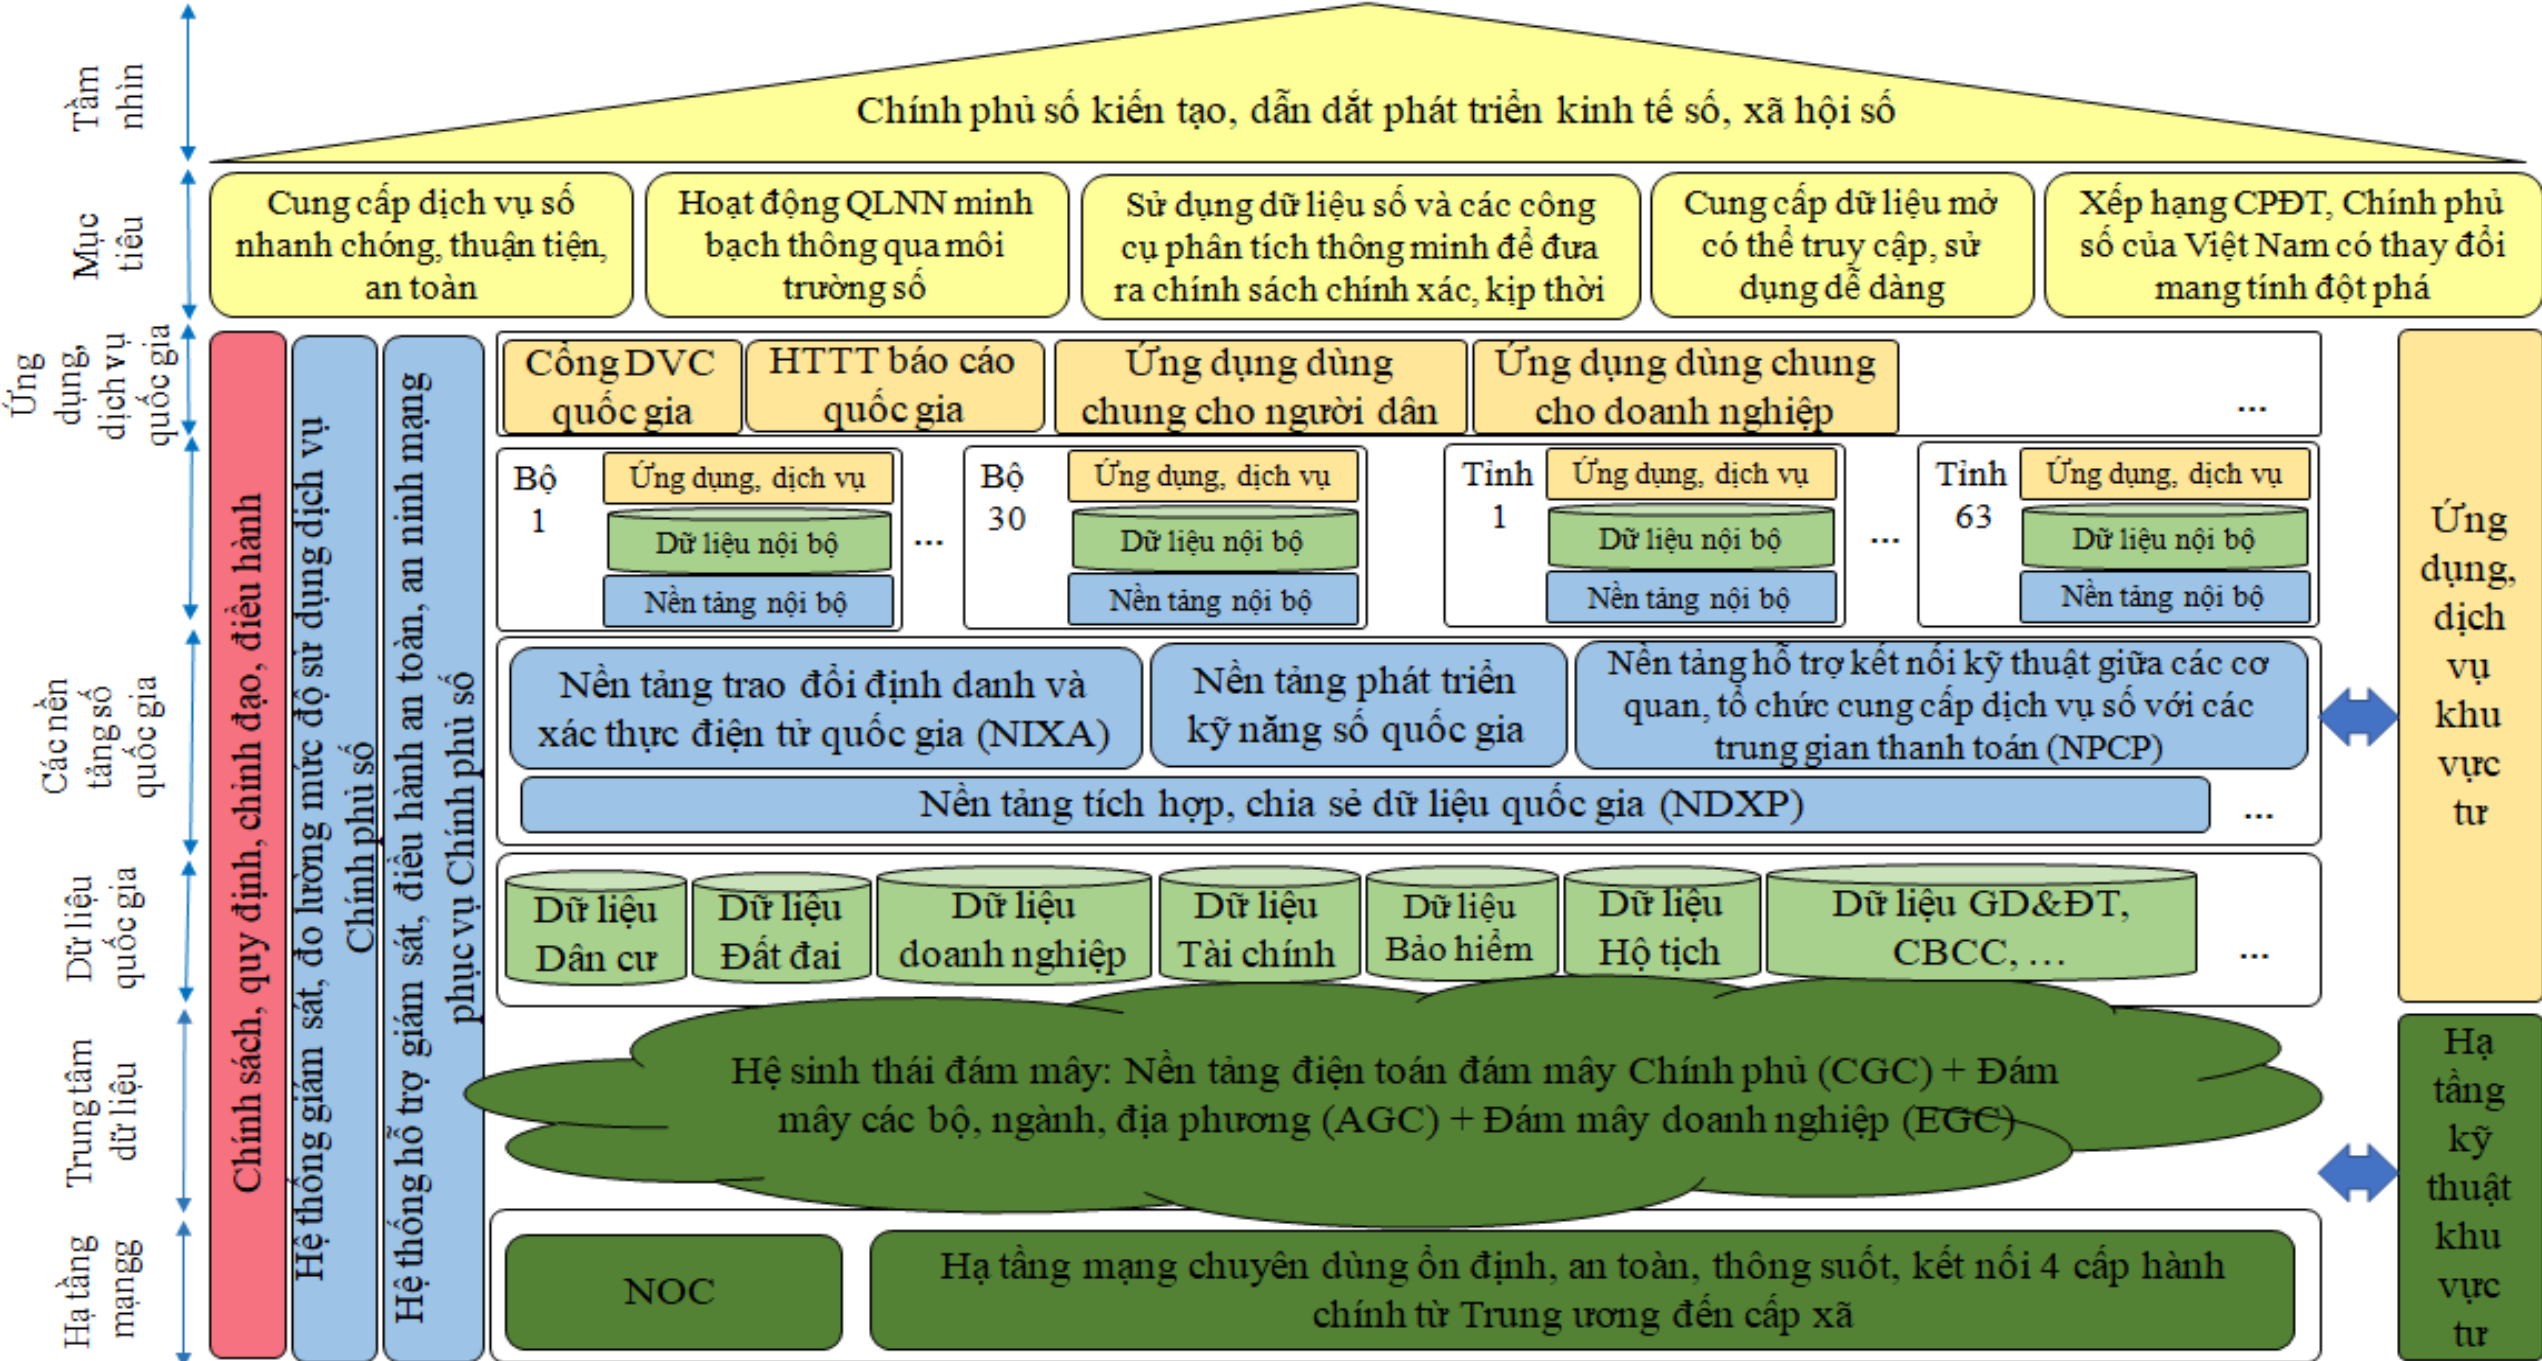 Tầm
nhìn
Chính phủ số kiến tạo, dẫn dắt phát triển kinh tế số, xã hội số
Mục
tiêu
Cung cấp dịch vụ số
nhanh chóng, thuận tiện,
an toàn
Hoạt động QLNN minh
bạch thông qua môi
trường số
Sử dụng dữ liệu số và các công
cụ phân tích thông minh để đưa
ra chính sách chính xác, kịp thời
Cung cấp dữ liệu mở
có thể truy cập, sử
dụng dễ dàng
Xếp hạng CPĐT, Chính phủ
số của Việt Nam có thay đổi
mang tính đột phá
Ứng
dụng,
dịch vụ
quốc gia
Chính sách, quy định, chỉ đạo, điều hành
Hệ thống giám sát, đo lường mức độ sử dụng dịch vụ
Chính phủ số
Hệ thống hỗ trợ giám sát, điều hành an toàn, an ninh mạng
phục vụ Chính phủ số
Cổng DVC
quốc gia
HTTT báo cáo
quốc gia
Ứng dụng dùng
chung cho người dân
Ứng dụng dùng chung
cho doanh nghiệp
...
Bộ
1
Ứng dụng, dịch vụ
Dữ liệu nội bộ
Nền tảng nội bộ
...
Bộ
30
Ứng dụng, dịch vụ
Dữ liệu nội bộ
Nền tảng nội bộ
Tỉnh
1
Ứng dụng, dịch vụ
Dữ liệu nội bộ
Nền tảng nội bộ
...
Tỉnh
63
Ứng dụng, dịch vụ
Dữ liệu nội bộ
Nền tảng nội bộ
Các nền
tảng số
quốc gia
Nền tảng trao đổi định danh và
xác thực điện tử quốc gia (NIXA)
Nền tảng phát triển
kỹ năng số quốc gia
Nền tảng hỗ trợ kết nối kỹ thuật giữa các cơ
quan, tổ chức cung cấp dịch vụ số với các
trung gian thanh toán (NPCP)
Nền tảng tích hợp, chia sẻ dữ liệu quốc gia (NDXP)
...
Dữ liệu
quốc gia
Dữ liệu
Dân cư
Dữ liệu
Đất đai
Dữ liệu
doanh nghiệp
Dữ liệu
Tài chính
Dữ liệu
Bảo hiểm
Dữ liệu
Hộ tịch
Dữ liệu GD&ĐT,
CBCC, ...
...
Ứng
dụng,
dịch
vụ
khu
vực
tư
Trung tâm
dữ liệu
Hệ sinh thái đám mây: Nền tảng điện toán đám mây Chính phủ (CGC) + Đám
mây các bộ, ngành, địa phương (AGC) + Đám mây doanh nghiệp (EGC)
Hạ tầng
mạngg
NOC
Hạ tầng mạng chuyên dùng ổn định, an toàn, thông suốt, kết nối 4 cấp hành
chính từ Trung ương đến cấp xã
Hạ
tầng
kỹ
thuật
khu
vực
tư